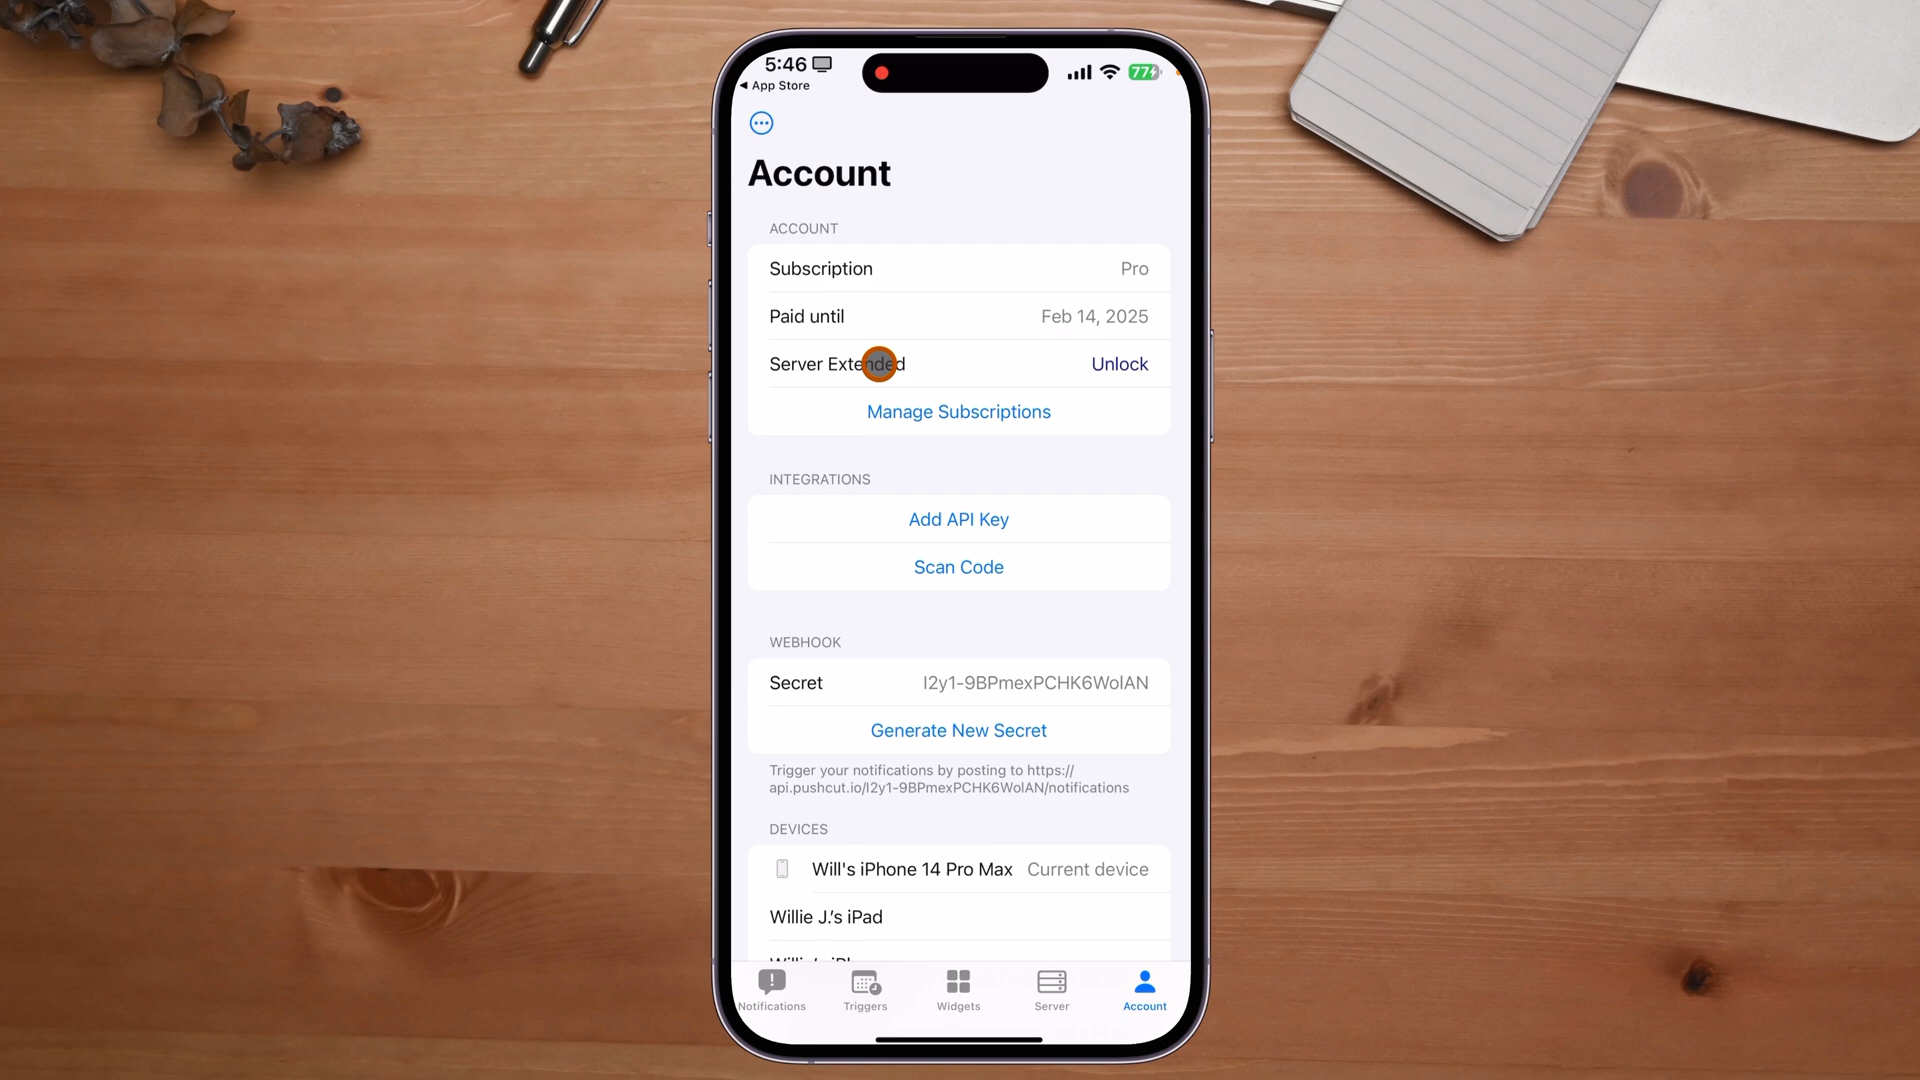 5:46
77
◀ App Store
Account
ACCOUNT
Subscription Pro
Paid until Feb 14, 2025
Server Extended Unlock
Manage Subscriptions
INTEGRATIONS
Add API Key
Scan Code
WEBHOOK
Secret I2y1-9BPmexPCHK6WolAN
Generate New Secret
Trigger your notifications by posting to https://
api.pushcut.io/I2y1-9BPmexPCHK6WolAN/notifications
DEVICES
Will's iPhone 14 Pro Max Current device
Willie J.'s iPad
Notifications Triggers Widgets Server Account